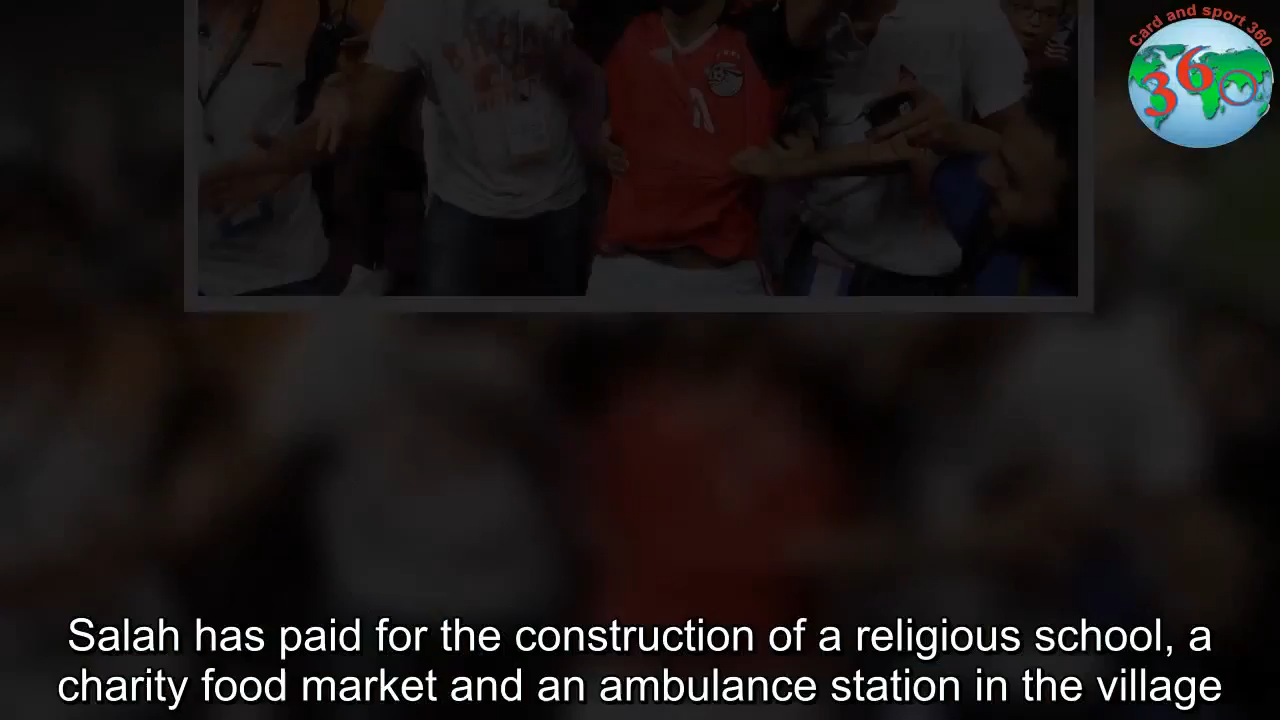 Card and sport 360
360
Salah has paid for the construction of a religious school, a
charity food market and an ambulance station in the village